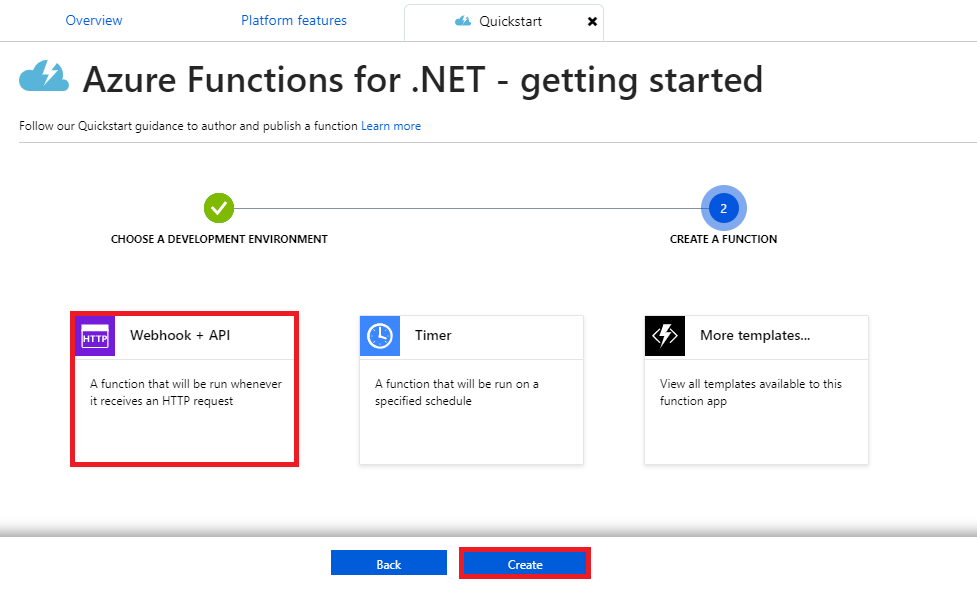 Overview
Platform features
Quickstart
Azure Functions for .NET - getting started
Follow our Quickstart guidance to author and publish a function Learn more
2
CHOOSE A DEVELOPMENT ENVIRONMENT
CREATE A FUNCTION
HTTP
Webhook + API
A function that will be run whenever
it receives an HTTP request
Timer
A function that will be run on a
specified schedule
More templates...
View all templates available to this
function app
Back
Create